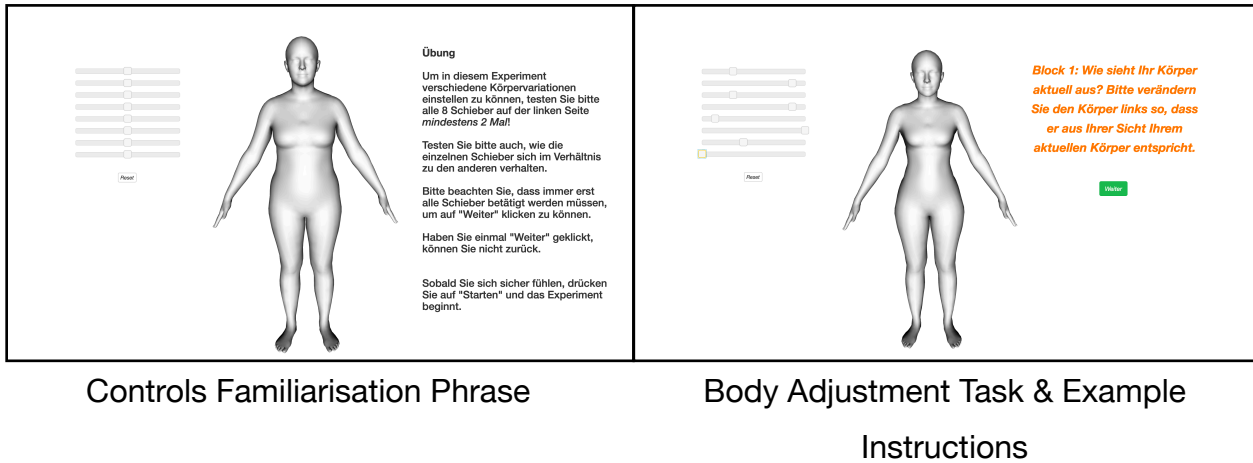 Übung
Um in diesem Experiment
verschiedene Körpervariationen
einstellen zu können, testen Sie bitte
alle 8 Schieber auf der linken Seite
mindestens 2 Mal!
Testen Sie bitte auch, wie die
einzelnen Schieber sich im Verhältnis
zu den anderen verhalten.
Bitte beachten Sie, dass immer erst
alle Schieber betätigt werden müssen,
um auf "Weiter" klicken zu können.
Haben Sie einmal "Weiter" geklickt,
können Sie nicht zurück.
Sobald Sie sich sicher fühlen, drücken
Sie auf "Starten" und das Experiment
beginnt.
Reset
Controls Familiarisation Phrase
Block 1: Wie sieht Ihr Körper
aktuell aus? Bitte verändern
Sie den Körper links so, dass
er aus Ihrer Sicht Ihrem
aktuellen Körper entspricht.
Reset
Weiter
Body Adjustment Task & Example
Instructions